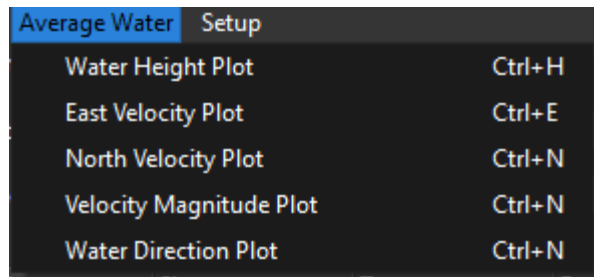 Average Water Setup
Water Height Plot Ctrl+H
East Velocity Plot Ctrl+E
North Velocity Plot Ctrl+N
Velocity Magnitude Plot Ctrl+N
Water Direction Plot Ctrl+N